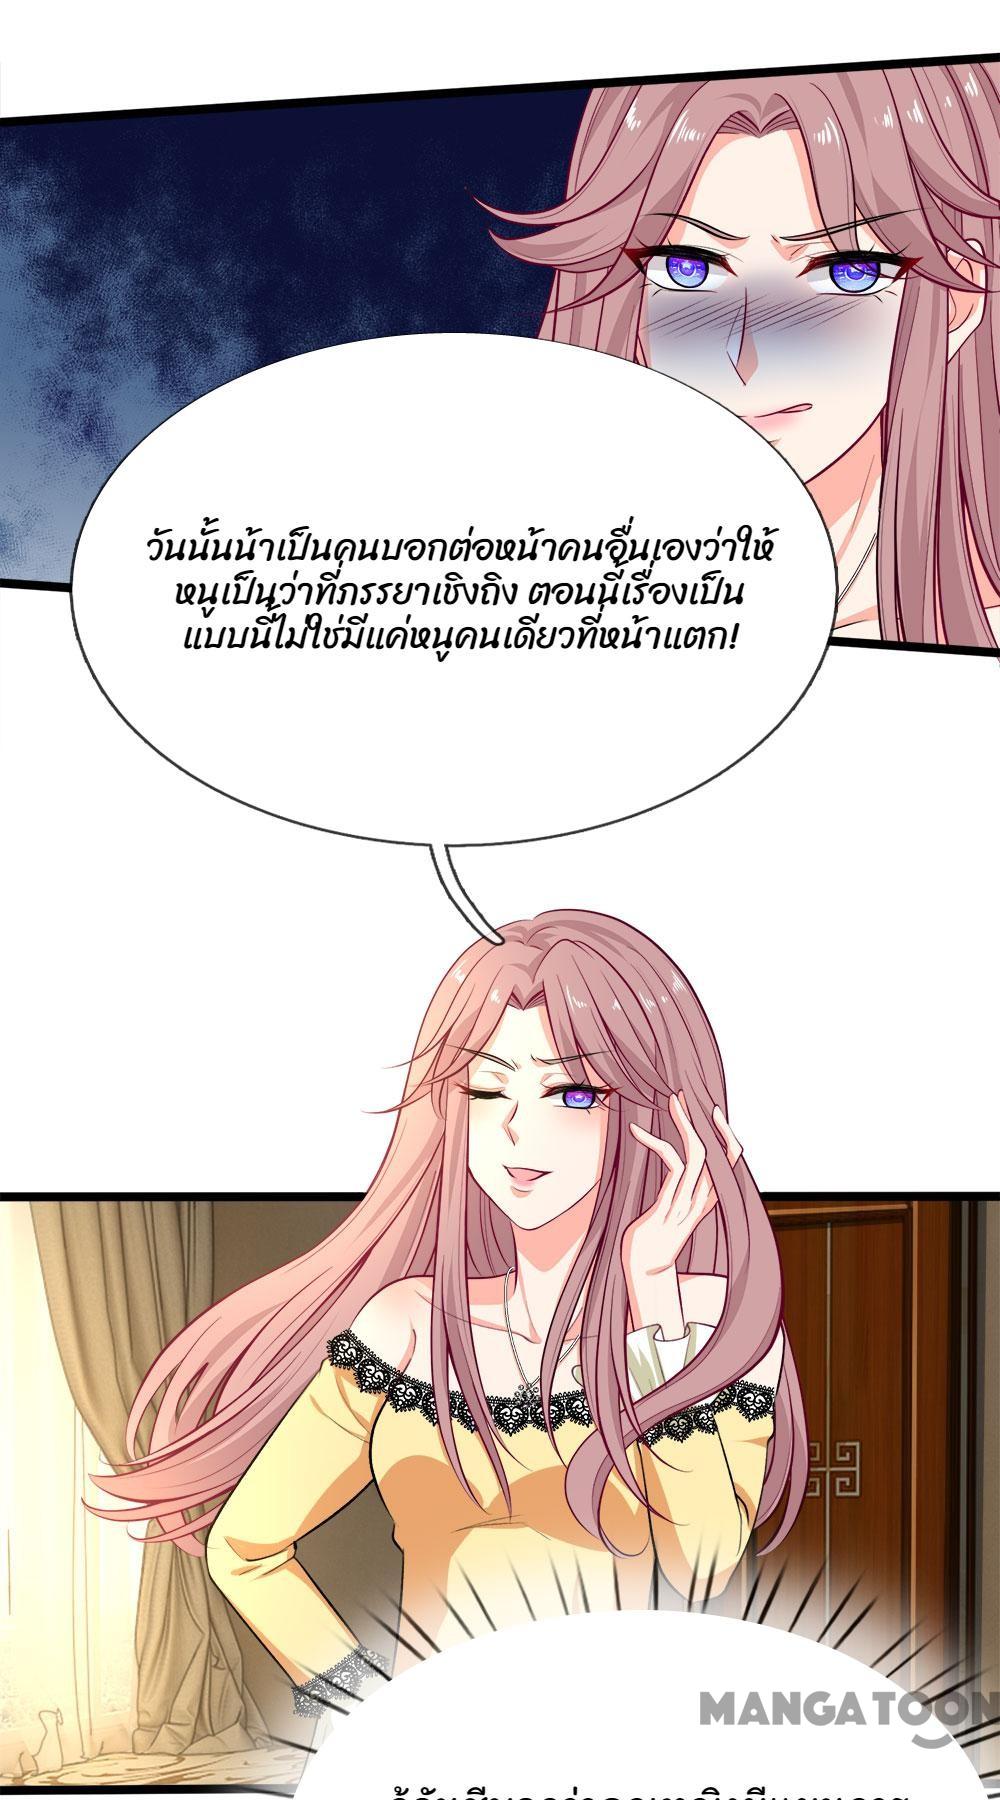 วันนั้นน้าเป็นคนบอกต่อหน้าคนอื่นเองว่าให้
หนูเป็นว่าที่ภรรยาเชิงถิง ตอนนี้เรื่องเป็น
แบบนี้ไม่ใช่มีแค่หนูคนเดียวที่หน้าแตก!
MANGATOON